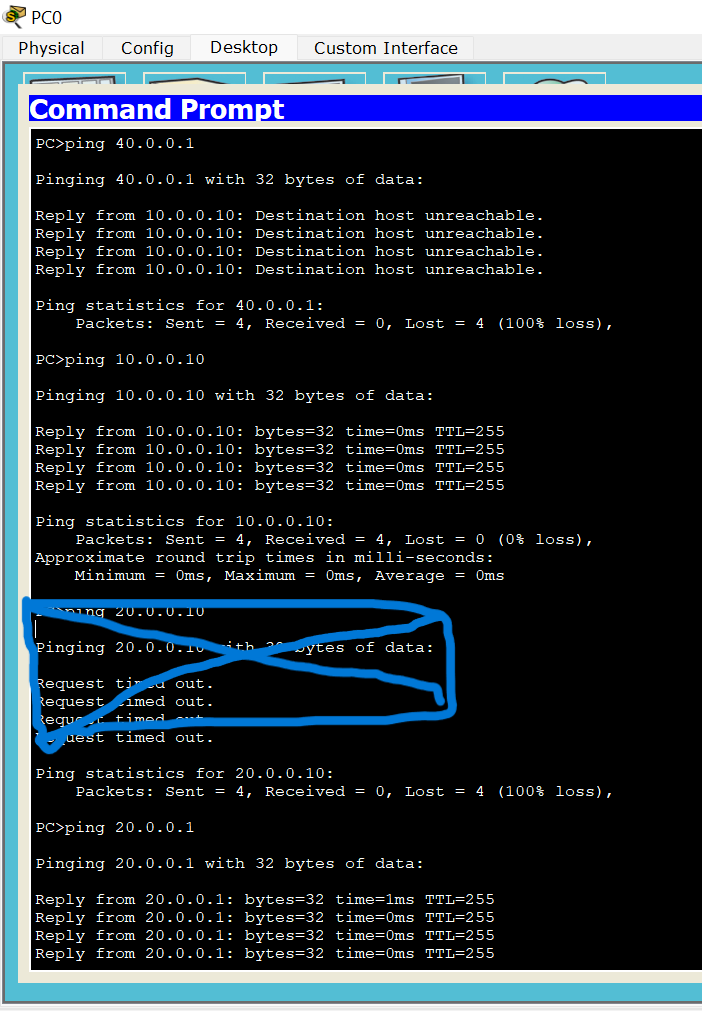 PC0
Physical Config Desktop Custom Interface
Command Prompt
PC>ping 40.0.0.1
Pinging 40.0.0.1 with 32 bytes of data:
Reply from 10.0.0.10: Destination host unreachable.
Reply from 10.0.0.10: Destination host unreachable.
Reply from 10.0.0.10: Destination host unreachable.
Reply from 10.0.0.10: Destination host unreachable.
Ping statistics for 40.0.0.1:
Packets: Sent = 4, Received = 0, Lost = 4 (100% loss),
PC>ping 10.0.0.10
Pinging 10.0.0.10 with 32 bytes of data:
Reply from 10.0.0.10: bytes=32 time=0ms TTL=255
Reply from 10.0.0.10: bytes=32 time=0ms TTL=255
Reply from 10.0.0.10: bytes=32 time=0ms TTL=255
Reply from 10.0.0.10: bytes=32 time=0ms TTL=255
Ping statistics for 10.0.0.10:
Packets: Sent = 4, Received = 4, Lost = 0 (0% loss),
Approximate round trip times in milli-seconds:
Minimum = 0ms, Maximum = 0ms, Average = 0ms
PC>ping 20.0.0.10
Pinging 20.0.0.10 with 32 bytes of data:
Request timed out.
Request timed out.
Request timed out.
Request timed out.
Ping statistics for 20.0.0.10:
Packets: Sent = 4, Received = 0, Lost = 4 (100% loss),
PC>ping 20.0.0.1
Pinging 20.0.0.1 with 32 bytes of data:
Reply from 20.0.0.1: bytes=32 time=1ms TTL=255
Reply from 20.0.0.1: bytes=32 time=0ms TTL=255
Reply from 20.0.0.1: bytes=32 time=0ms TTL=255
Reply from 20.0.0.1: bytes=32 time=0ms TTL=255